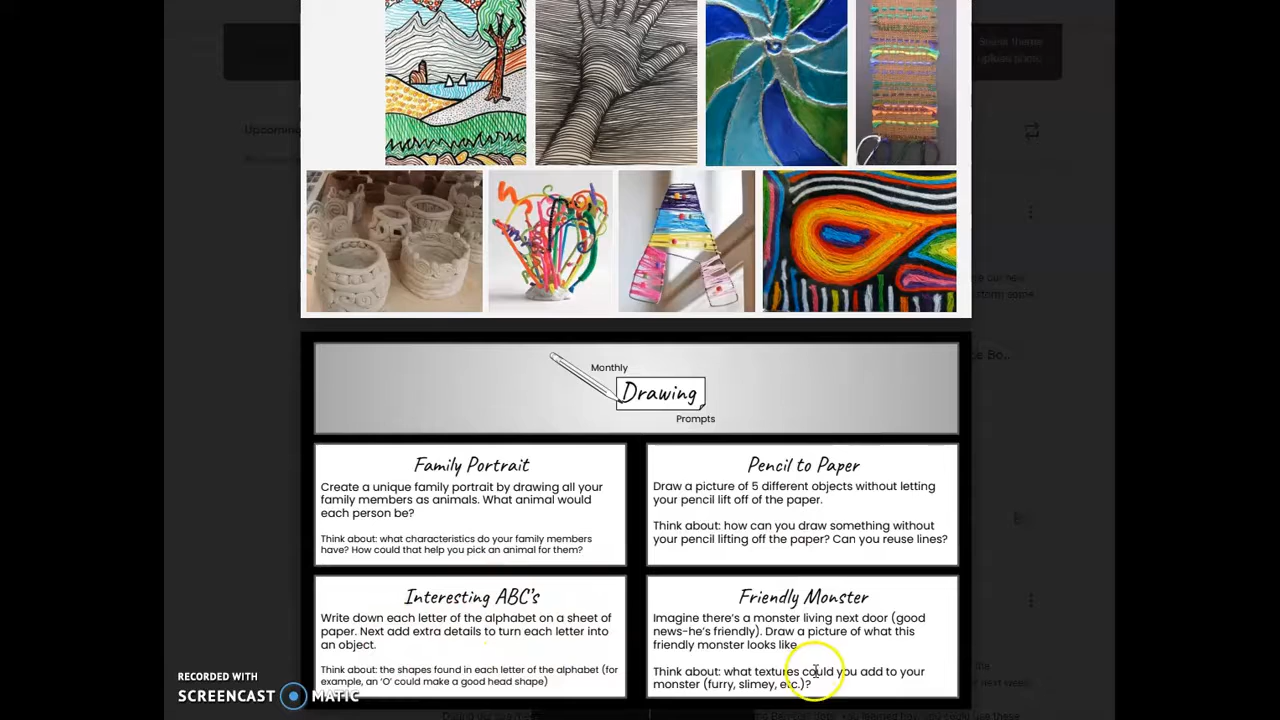 Select theme
Upload photo
Upcoming
Monthly
Drawing
Prompts
Family Portrait
Create a unique family portrait by drawing all your
family members as animals. What animal would
each person be?
Think about: what characteristics do your family members
have? How could that help you pick an animal for them?
Pencil to Paper
Draw a picture of 5 different objects without letting
your pencil lift off of the paper.
Think about: how can you draw something without
your pencil lifting off the paper? Can you reuse lines?
Interesting ABC's
Write down each letter of the alphabet on a sheet of
paper. Next add extra details to turn each letter into
an object.
Think about: the shapes found in each letter of the alphabet (for
example, an 'O' could make a good head shape)
Friendly Monster
Imagine there's a monster living next door (good
news-he's friendly). Draw a picture of what this
friendly monster looks like.
Think about: what textures could you add to your
monster (furry, slimey, etc.)?
RECORDED WITH
SCREENCAST MATIC